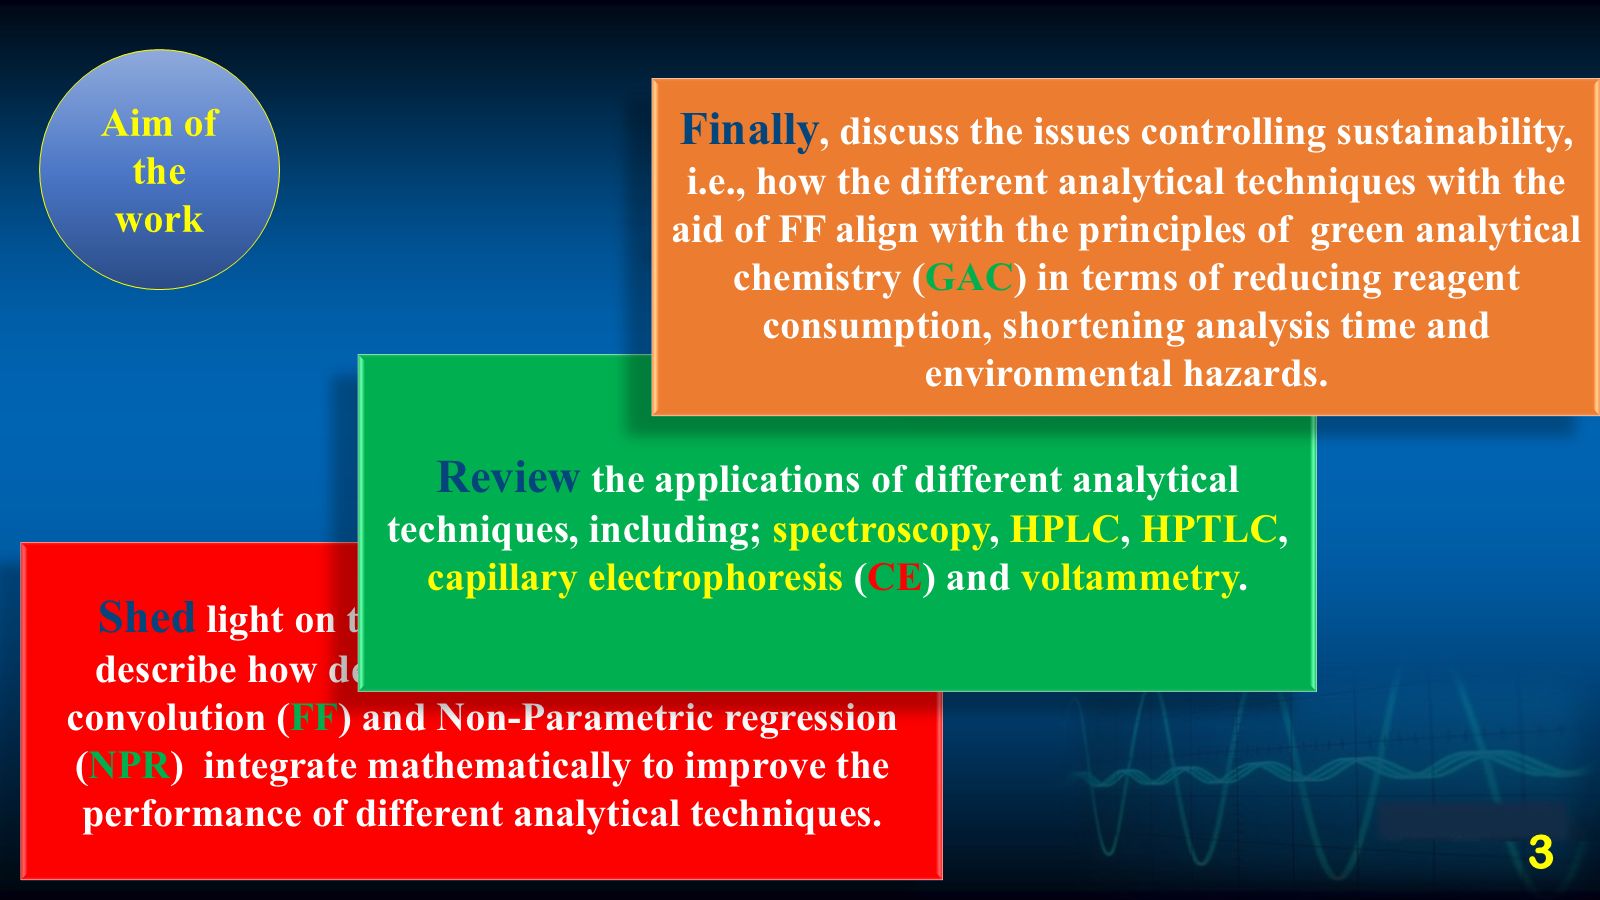 Aim of
the
work
Finally, discuss the issues controlling sustainability,
i.e., how the different analytical techniques with the
aid of FF align with the principles of green analytical
chemistry (GAC) in terms of reducing reagent
consumption, shortening analysis time and
environmental hazards.
Review the applications of different analytical
techniques, including; spectroscopy, HPLC, HPTLC,
capillary electrophoresis (CE) and voltammetry.
Shed light on
describe how
convolution (FF) and Non-Parametric regression
(NPR) integrate mathematically to improve the
performance of different analytical techniques.
3